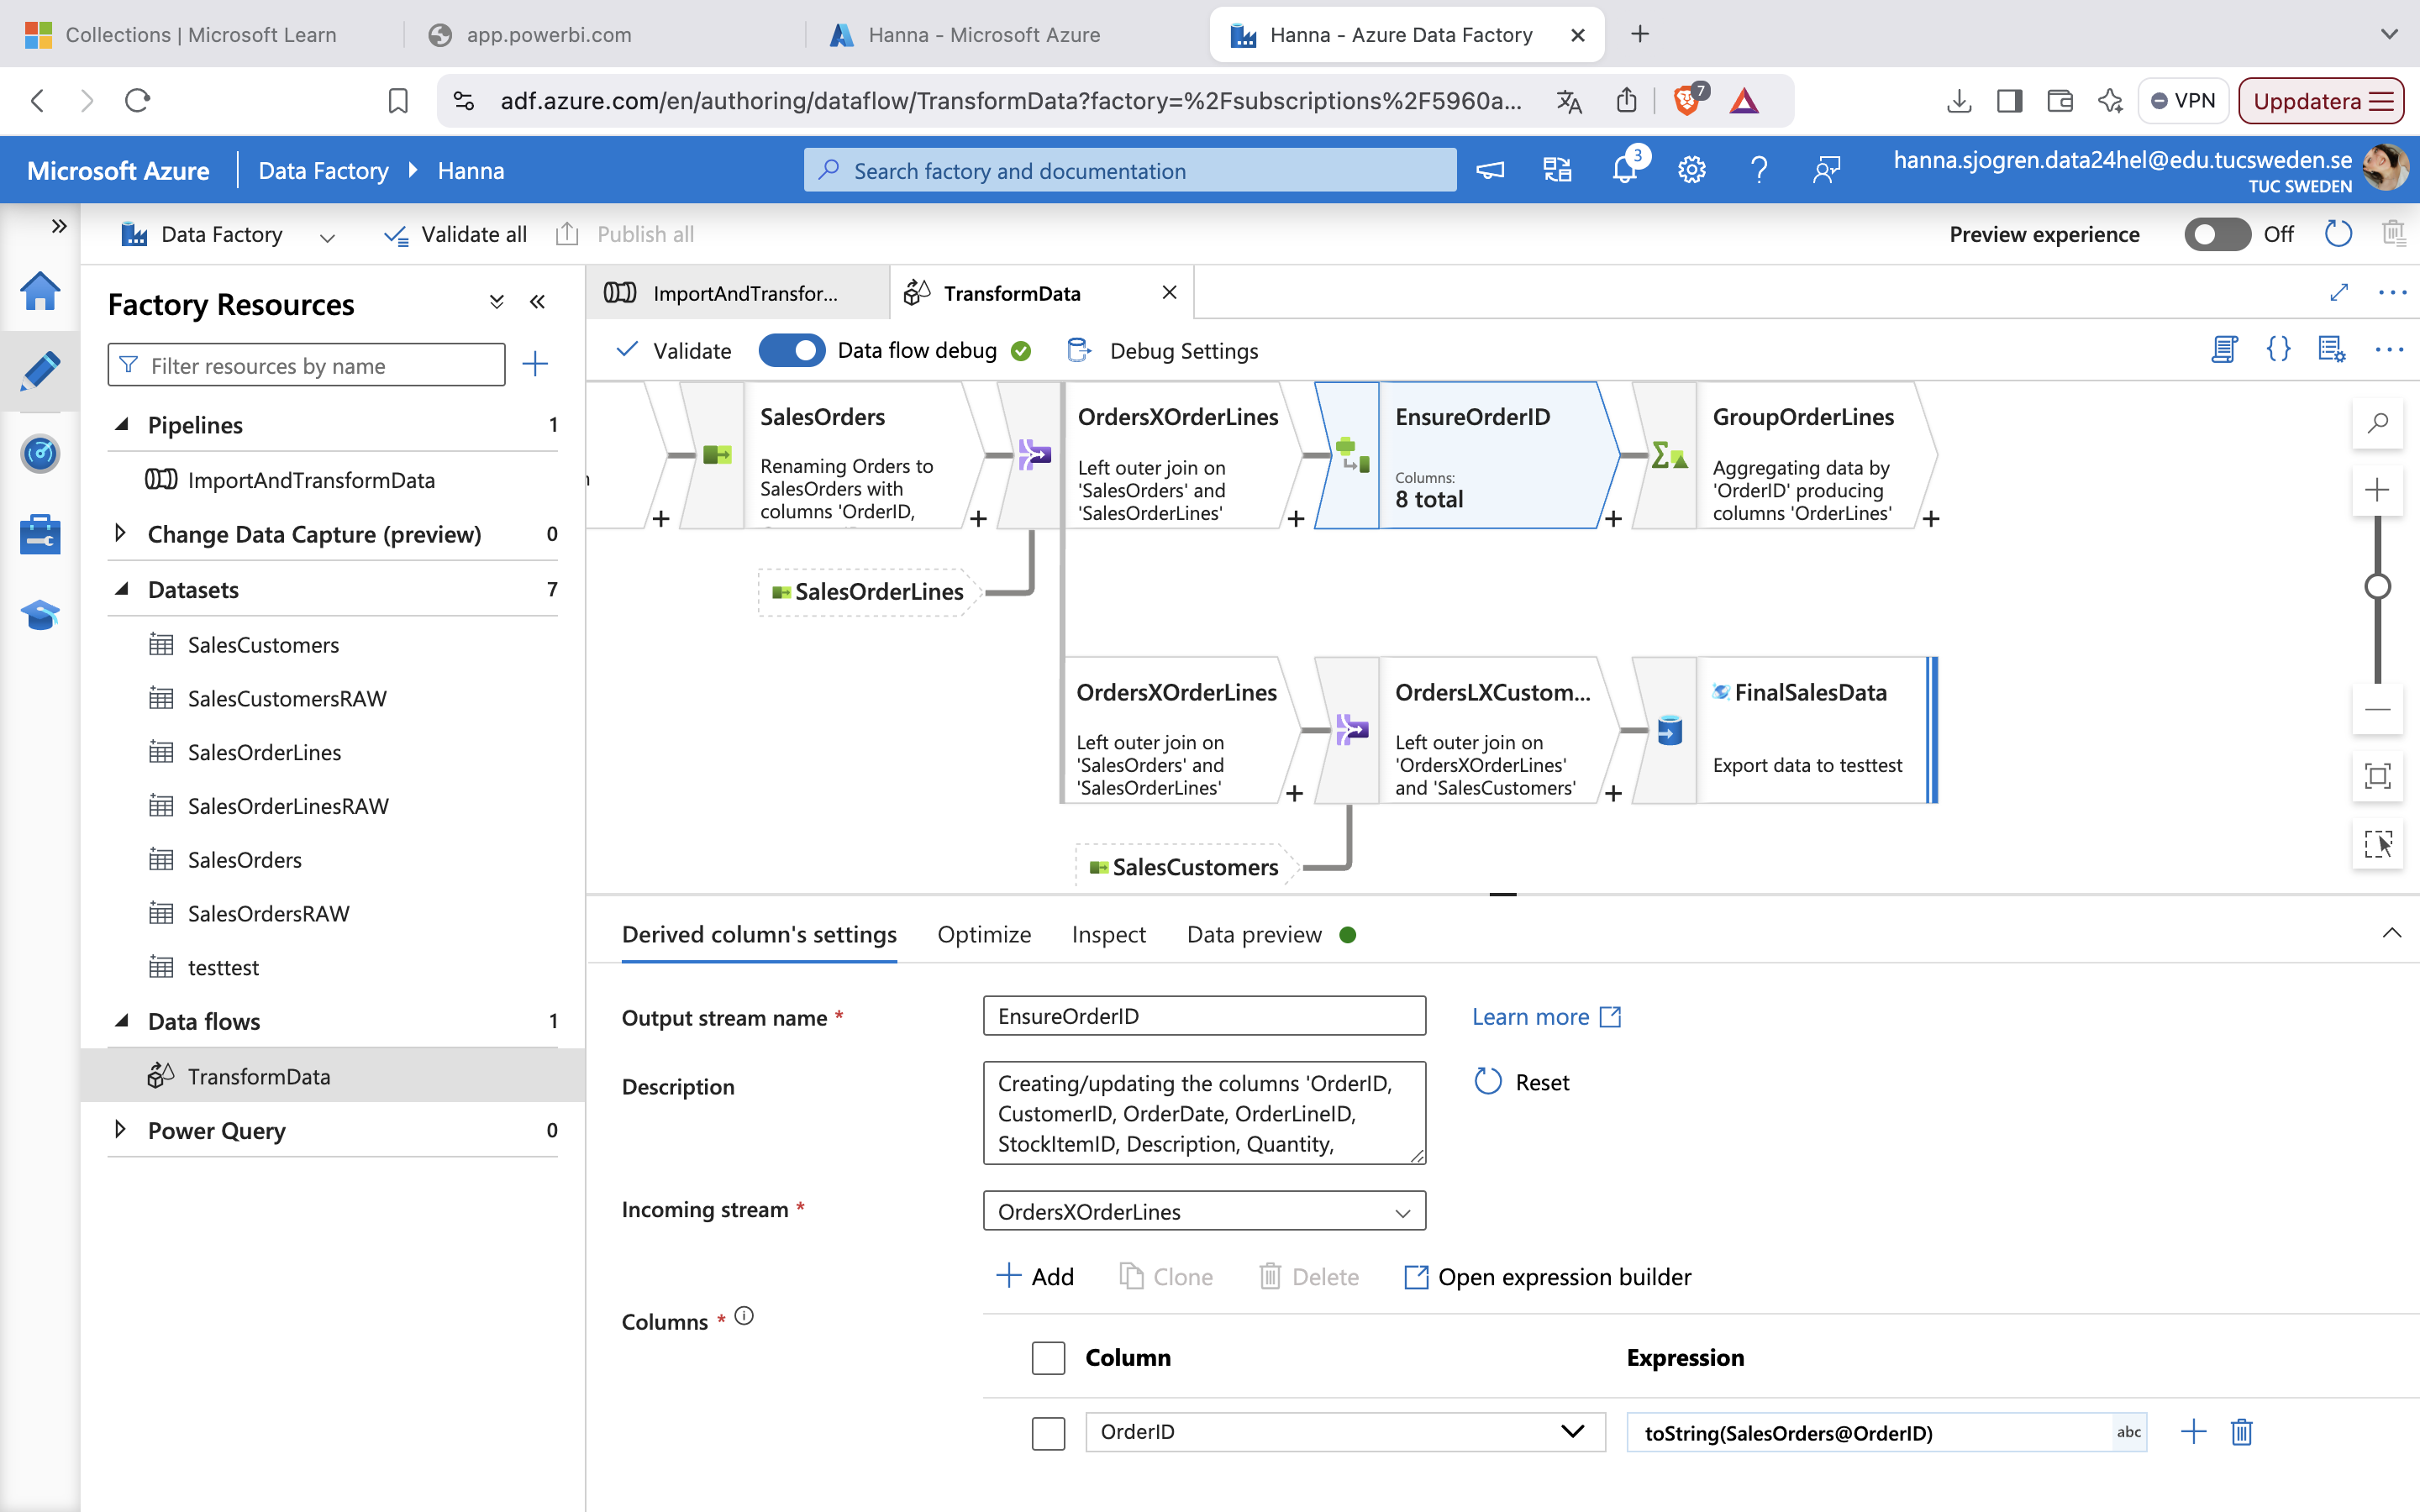 Collections | Microsoft Learn
app.powerbi.com
Hanna - Microsoft Azure
Hanna - Azure Data Factory
adf.azure.com/en/authoring/dataflow/TransformData?factory=%2Fsubscriptions%2F5960a...
7
VPN
Uppdatera
Microsoft Azure
Data Factory
Hanna
Search factory and documentation
3
hanna.sjogren.data24hel@edu.tucsweden.se
TUC SWEDEN
Data Factory
Validate all
Publish all
Preview experience
Off
Factory Resources
Filter resources by name
Pipelines
1
ImportAndTransformData
Change Data Capture (preview)
0
Datasets
7
SalesCustomers
SalesCustomersRAW
SalesOrderLines
SalesOrderLinesRAW
SalesOrders
SalesOrdersRAW
testtest
Data flows
1
TransformData
Power Query
0
ImportAndTransfor...
TransformData
Validate
Data flow debug
Debug Settings
SalesOrders
Renaming Orders to
SalesOrders with
columns 'OrderID,
OrdersXOrderLines
Left outer join on
'SalesOrders' and
'SalesOrderLines'
EnsureOrderID
Columns:
8 total
GroupOrderLines
Aggregating data by
'OrderID' producing
columns 'OrderLines'
SalesOrderLines
OrdersXOrderLines
Left outer join on
'SalesOrders' and
'SalesOrderLines'
OrdersLXCustom...
Left outer join on
'OrdersXOrderLines'
and 'SalesCustomers'
FinalSalesData
Export data to testtest
SalesCustomers
Derived column's settings
Optimize
Inspect
Data preview
Output stream name *
EnsureOrderID
Learn more
Description
Creating/updating the columns 'OrderID,
CustomerID, OrderDate, OrderLineID,
StockItemID, Description, Quantity,
Reset
Incoming stream *
OrdersXOrderLines
Add
Clone
Delete
Open expression builder
Columns *
Column
Expression
OrderID
toString(SalesOrders@OrderID)
abc